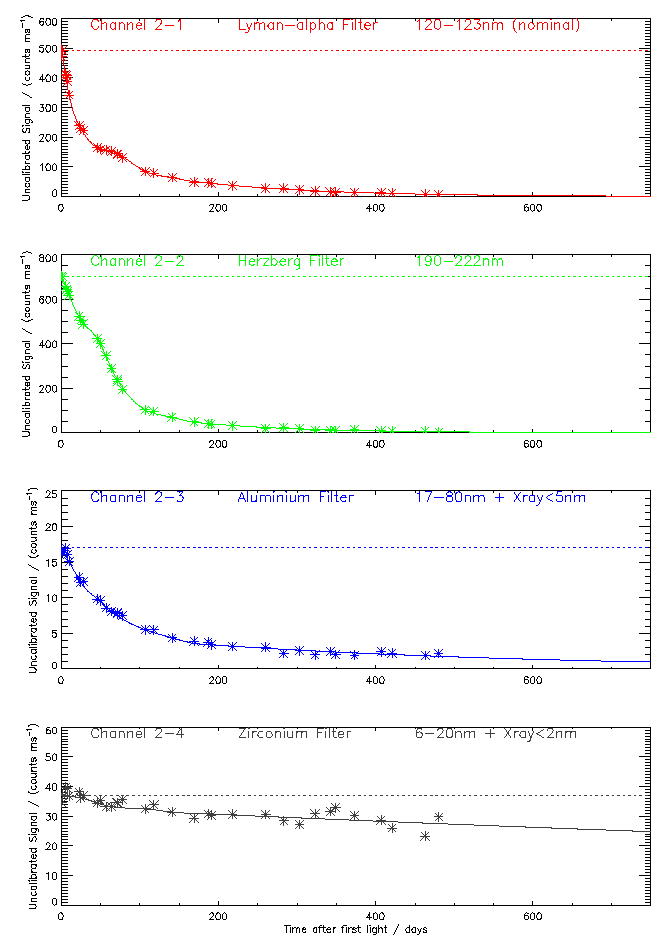 Channel 2-1 Lyman-alpha Filter 120-123nm (nominal)
Uncalibrated Signal / (counts ms⁻¹)
600
500
400
300
200
100
0
0 200 400 600
Channel 2-2 Herzberg Filter 190-222nm
Uncalibrated Signal / (counts ms⁻¹)
800
600
400
200
0
0 200 400 600
Channel 2-3 Aluminium Filter 17-80nm + Xray<5nm
Uncalibrated Signal / (counts ms⁻¹)
25
20
15
10
5
0
0 200 400 600
Channel 2-4 Zirconium Filter 6-20nm + Xray<2nm
Uncalibrated Signal / (counts ms⁻¹)
60
50
40
30
20
10
0
0 200 400 600
Time after first light / days